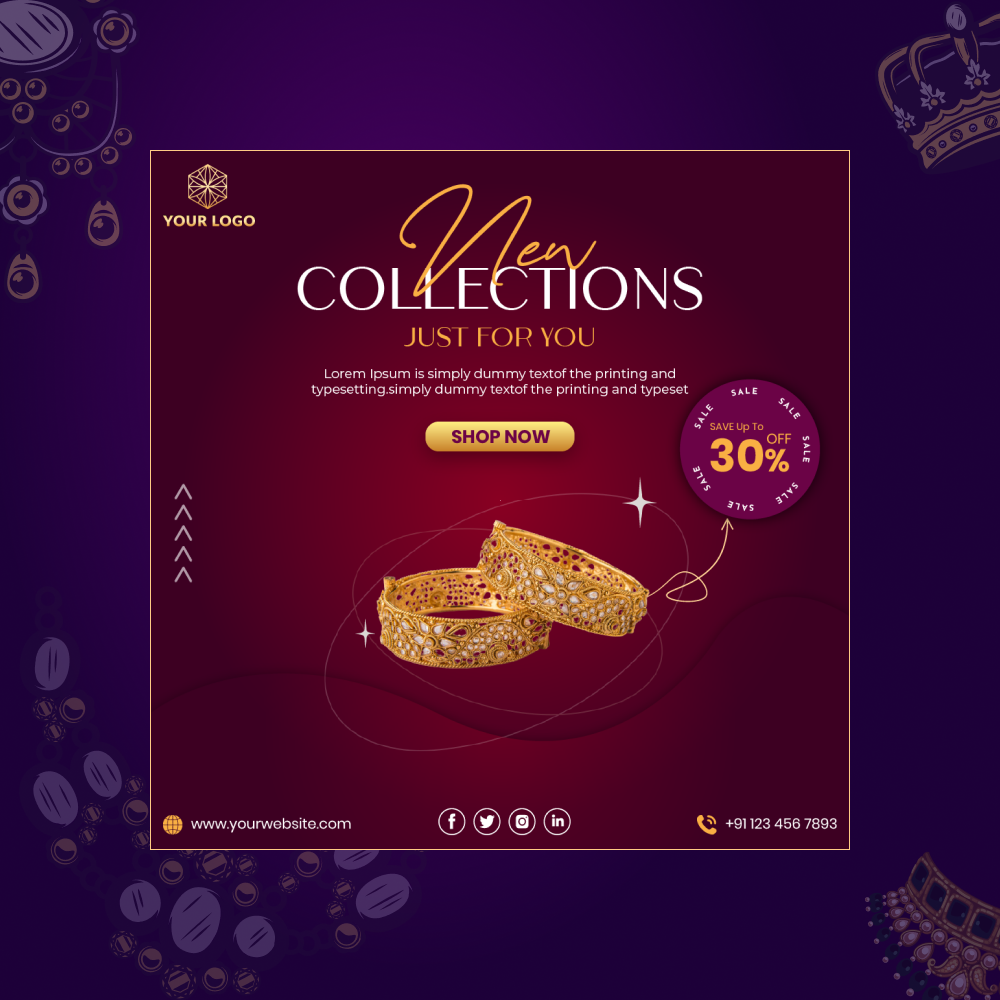 YOUR LOGO
New
COLLECTIONS
JUST FOR YOU
Lorem Ipsum is simply dummy textof the printing and
typesetting.simply dummy textof the printing and typeset
SHOP NOW
SALE SALE SALE SALE SALE SALE SALE SALE
SAVE Up To
30% OFF
www.yourwebsite.com
+91 123 456 7893